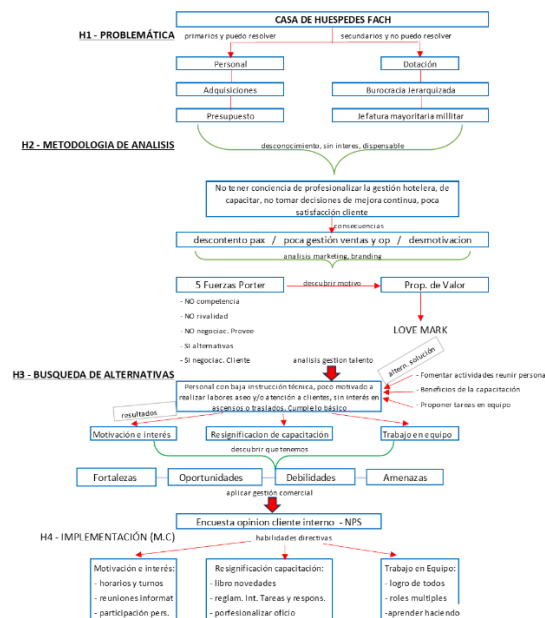 CASA DE HUESPEDES FACH
H1 - PROBLEMÁTICA
primarios y puedo resolver
secundarios y no puedo resolver
Personal
Dotación
Adquisiciones
Burocracia Jerarquizada
Presupuesto
Jefatura mayoritaria millitar
H2 - METODOLOGIA DE ANALISIS
desconocimiento, sin interes, dispensable
No tener conciencia de profesionalizar la gestión hotelera, de
capacitar, no tomar decisiones de mejora continua, poca
satisfacción cliente
consecuencias
descontento pax / poca gestión ventas y op / desmotivacion
analisis marketing, branding
5 Fuerzas Porter
descubrir motivo
Prop. de Valor
- NO competencia
- NO rivalidad
- NO negociac. Provee
- SI alternativas
- SI negociac. Cliente
LOVE MARK
analisis gestion talento
altern. solución
H3 - BUSQUEDA DE ALTERNATIVAS
- Fomentar actividades reunir persona
- Beneficios de la capacitación
- Proponer tareas en equipo
Personal con baja instrucción técnica, poco motivado a
realizar labores aseo y/o atención a clientes, sin interés en
ascensos o traslados. Cumple lo básico
resultados
Motivación e interés
Resignificacion de capacitación
Trabajo en equipo
descubrir que tenemos
Fortalezas
Oportunidades
Debilidades
Amenazas
aplicar gestión comercial
Encuesta opinion cliente interno - NPS
H4 - IMPLEMENTACIÓN (M.C)
habilidades directivas
Motivación e interés:
- horarios y turnos
- reuniones informat
- participación pers.
Resignificación capacitación:
- libro novedades
- reglam. Int. Tareas y respons.
- porfesionalizar oficio
Trabajo en Equipo:
- logro de todos
- roles multiples
-aprender haciendo